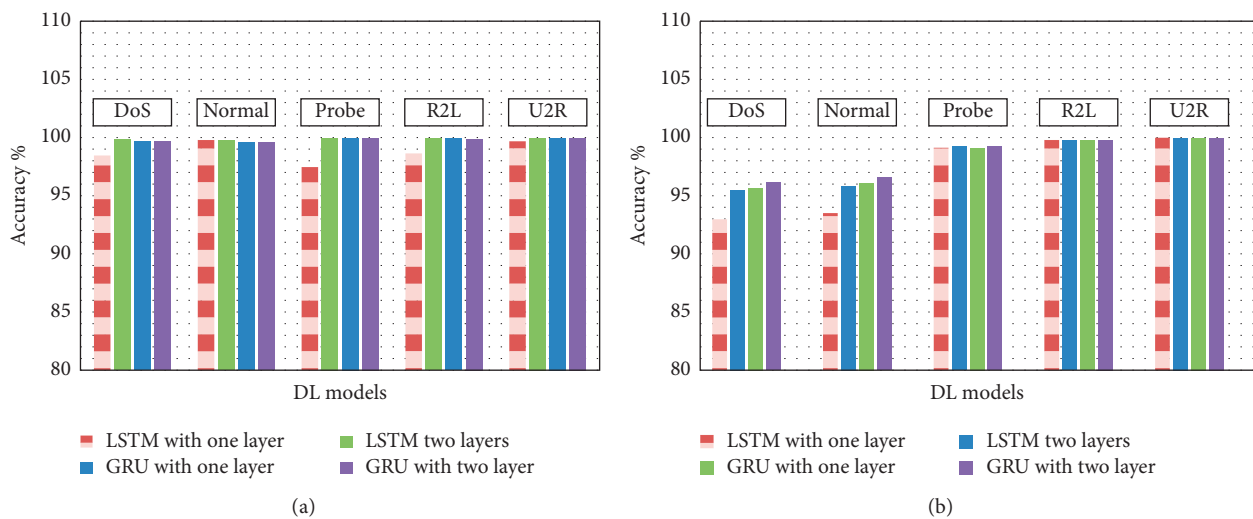 110
105
100
95
90
85
80
Accuracy %
DoS
Normal
Probe
R2L
U2R
DL models
LSTM with one layer
LSTM two layers
GRU with one layer
GRU with two layer
(a)
110
105
100
95
90
85
80
Accuracy %
DoS
Normal
Probe
R2L
U2R
DL models
LSTM with one layer
LSTM two layers
GRU with one layer
GRU with two layer
(b)